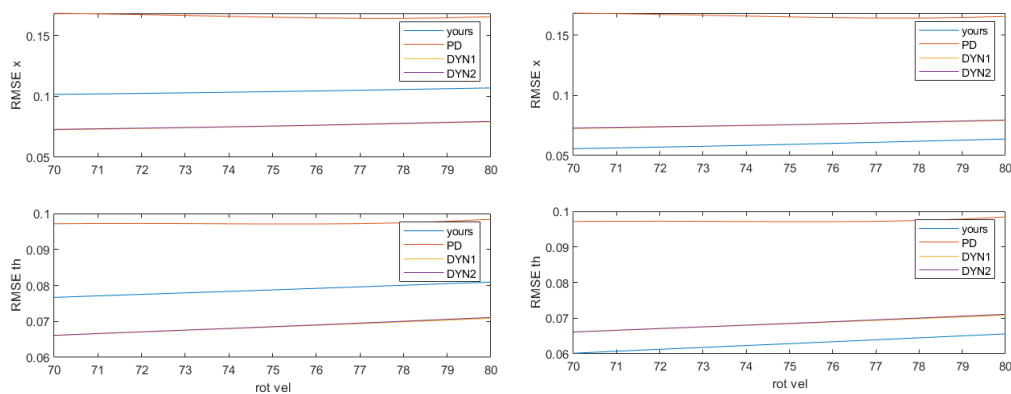 0.15
0.1
0.05
RMSE x
70 71 72 73 74 75 76 77 78 79 80
yours
PD
DYN1
DYN2
0.15
0.1
0.05
RMSE x
70 71 72 73 74 75 76 77 78 79 80
yours
PD
DYN1
DYN2
0.1
0.09
0.08
0.07
0.06
RMSE th
70 71 72 73 74 75 76 77 78 79 80
rot vel
yours
PD
DYN1
DYN2
0.1
0.09
0.08
0.07
0.06
RMSE th
70 71 72 73 74 75 76 77 78 79 80
rot vel
yours
PD
DYN1
DYN2